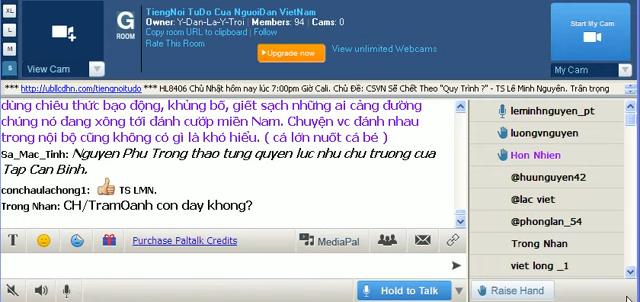 TiengNoi TuDo Cua NguoiDan VietNam
Owner: Y-Dan-La-Y-Troi | Members: 94 | Cams: 0
Copy room URL to clipboard | Follow
Rate This Room
Upgrade now
View unlimited Webcams
G
ROOM
XL
L
M
S
View Cam
Start My Cam
My Cam
*** http://ubllcdhn.com/tiengnoitudo *** HL8406 Chủ Nhật hôm nay lúc 7:00pm Giờ Cali. Chủ Đề: CSVN Sẽ Chết Theo "Quy Trình ?" - TS Lê Minh Nguyên. Trân trọng
dùng chiêu thức bạo động, khủng bố, giết sạch những ai cảng đường
chúng nó đang xông tới đánh cướp miền Nam. Chuyện vc đánh nhau
trong nội bộ cũng không có gì là khó hiểu. ( cá lớn nuốt cá bé )
Sa_Mac_Tinh: Nguyen Phu Trong thao tung quyen luc nhu chu truong cua
Tap Can Binh.
conchaulachong1: TS LMN.
Trong Nhan: CH/TramOanh con day khong?
leminhnguyen_pt
luongvnguyen
Hon Nhien
@huunguyen42
@lac viet
@phonglan_54
Trong Nhan
viet long _1
T
Purchase Paltalk Credits
MediaPal
Hold to Talk
Raise Hand